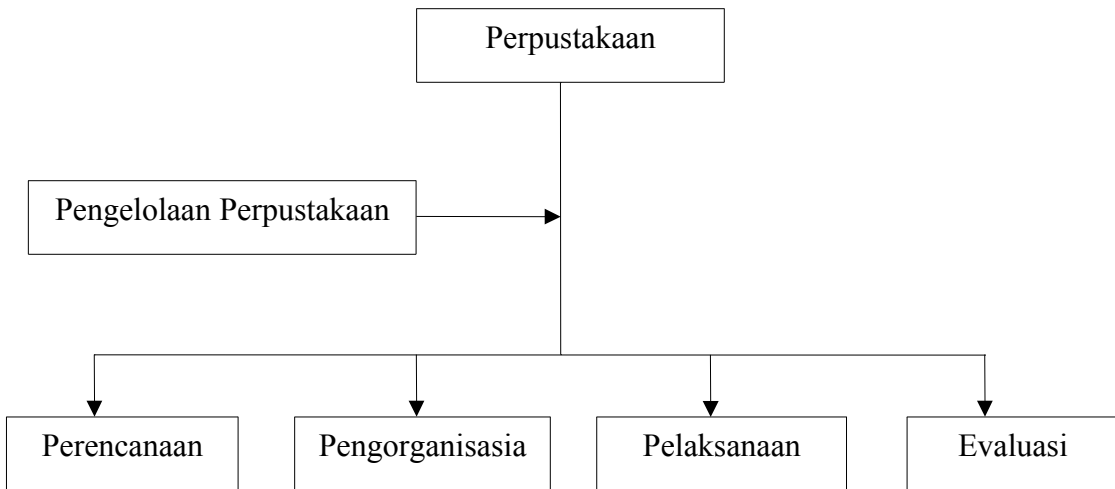 Perpustakaan
Pengelolaan Perpustakaan
Perencanaan
Pengorganisasia
Pelaksanaan
Evaluasi